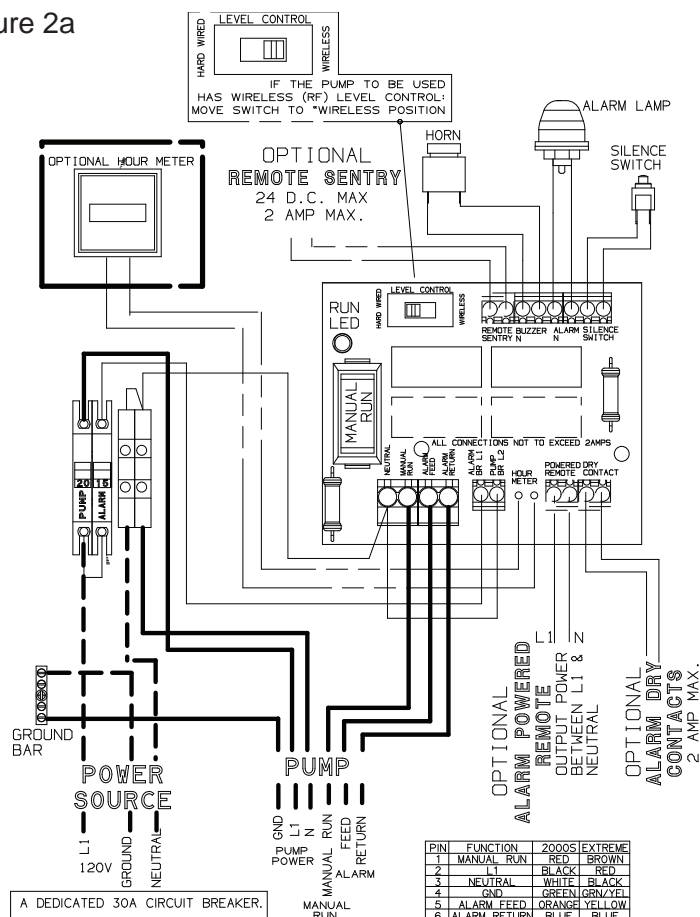 ure 2a
LEVEL CONTROL
HARD WIRED
WIRELESS
IF THE PUMP TO BE USED
HAS WIRELESS (RF) LEVEL CONTROL:
MOVE SWITCH TO "WIRELESS POSITION
ALARM LAMP
HORN
SILENCE
SWITCH
OPTIONAL HOUR METER
OPTIONAL
REMOTE SENTRY
24 D.C. MAX
2 AMP MAX.
RUN
LED
LEVEL CONTROL
HARD WIRED
WIRELESS
REMOTE BUZZER ALARM ALARM SILENCE
SENTRY N N SWITCH
MANUAL
RUN
ALL CONNECTIONS NOT TO EXCEED 2AMPS
NEUTRAL
MANUAL
RUN
ALARM
FEED
ALARM
RETURN
ALARM
BR L1
PUMP
BR L2
HOUR
METER
POWERED DRY
REMOTE CONTACT
20 15
PUMP
ALARM
GROUND
BAR
POWER
SOURCE
L1
120V
GROUND
NEUTRAL
PUMP
GND
L1
N
PUMP
POWER
MANUAL RUN
FEED
RETURN
ALARM
MANUAL
RUN
L1 N
OPTIONAL
ALARM POWERED
REMOTE
OUTPUT POWER
BETWEEN L1 &
NEUTRAL
OPTIONAL
ALARM DRY
CONTACTS
2 AMP MAX.
A DEDICATED 30A CIRCUIT BREAKER.
PIN FUNCTION 2000S EXTREME
1 MANUAL RUN RED BROWN
2 L1 BLACK RED
3 NEUTRAL WHITE BLACK
4 GND GREEN GRN/YEL
5 ALARM FEED ORANGE YELLOW
6 ALARM RETURN BLUE BLUE